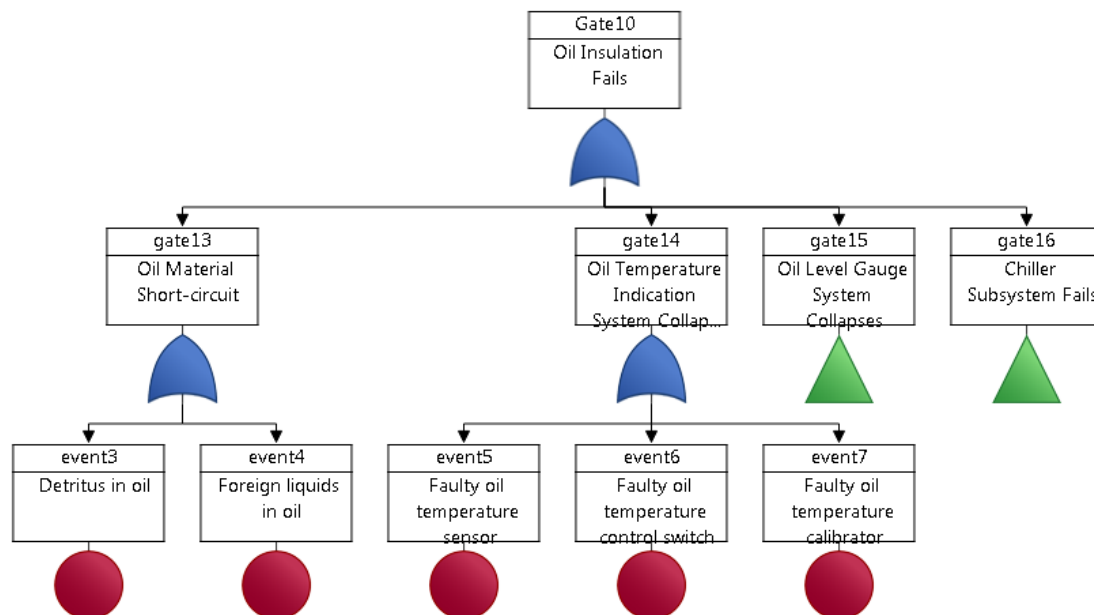 Gate10
Oil Insulation
Fails
gate13
Oil Material
Short-circuit
gate14
Oil Temperature
Indication
System Collap...
gate15
Oil Level Gauge
System
Collapses
gate16
Chiller
Subsystem Fails
event3
Detritus in oil
event4
Foreign liquids
in oil
event5
Faulty oil
temperature
sensor
event6
Faulty oil
temperature
control switch
event7
Faulty oil
temperature
calibrator